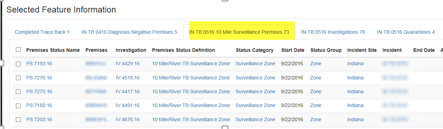 Selected Feature Information
Completed Trace Back 1 IN TB 0416 Diagnosis Negative Premises 5 IN TB 0516 10 Mile Surveillance Premises 73 IN TB 0516 Investigations 76 IN TB 0516 Quarantines 4
Premises Status Name Premises Investigation Premises Status Definition Status Category Start Date Status Group Incident Site Incident End Date
PS.7193.16 IV 4429.16 10 Mile/River TB Surveillance Zone Surveillance Zone 9/22/2016 Zone Indiana
PS.7276.16 IV 4510.16 10 Mile/River TB Surveillance Zone Surveillance Zone 9/22/2016 Zone Indiana
PS.7273.16 IV 4417.16 10 Mile/River TB Surveillance Zone Surveillance Zone 9/22/2016 Zone Indiana
PS.7180.16 IV 4491.16 10 Mile/River TB Surveillance Zone Surveillance Zone 9/22/2016 Zone Indiana
PS.7203.16 IV 4676.16 10 Mile/River TB Surveillance Zone Surveillance Zone 9/22/2016 Zone Indiana